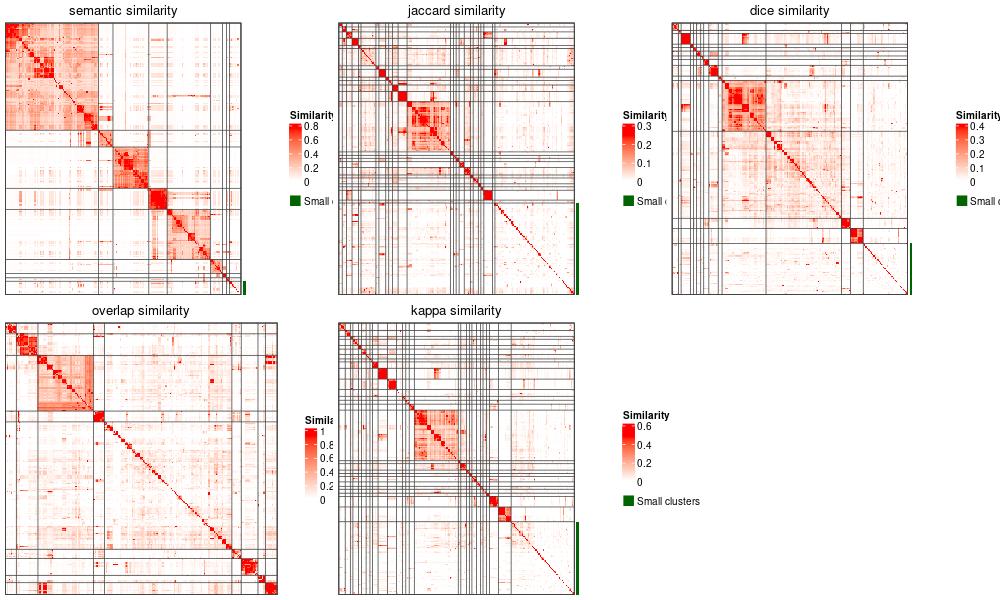 semantic similarity
jaccard similarity
dice similarity
Similarity
0.8
0.6
0.4
0.2
0
Small
Similarity
0.3
0.2
0.1
0
Small
Similarity
0.4
0.3
0.2
0.1
0
Small
overlap similarity
kappa similarity
1
0.8
0.6
0.4
0.2
0
Similarity
0.6
0.4
0.2
0
Small clusters